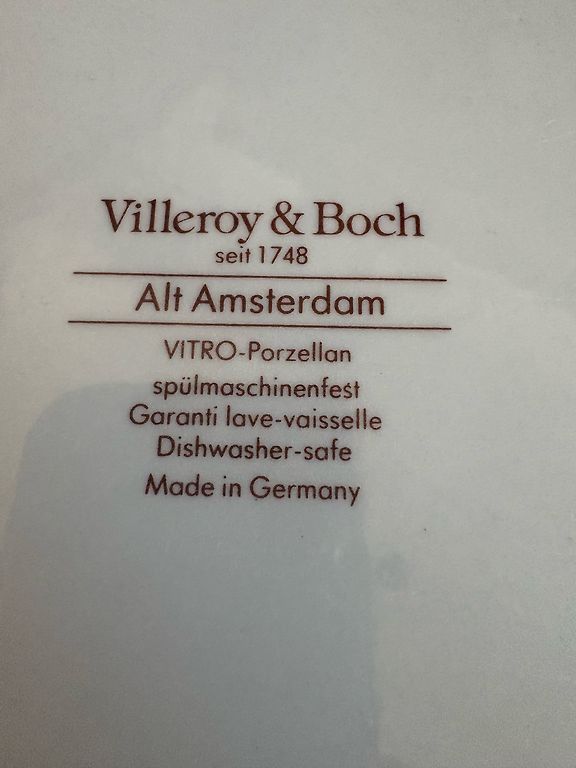 Villeroy & Boch
seit 1748
Alt Amsterdam
VITRO-Porzellan
spülmaschinenfest
Garanti lave-vaisselle
Dishwasher-safe
Made in Germany